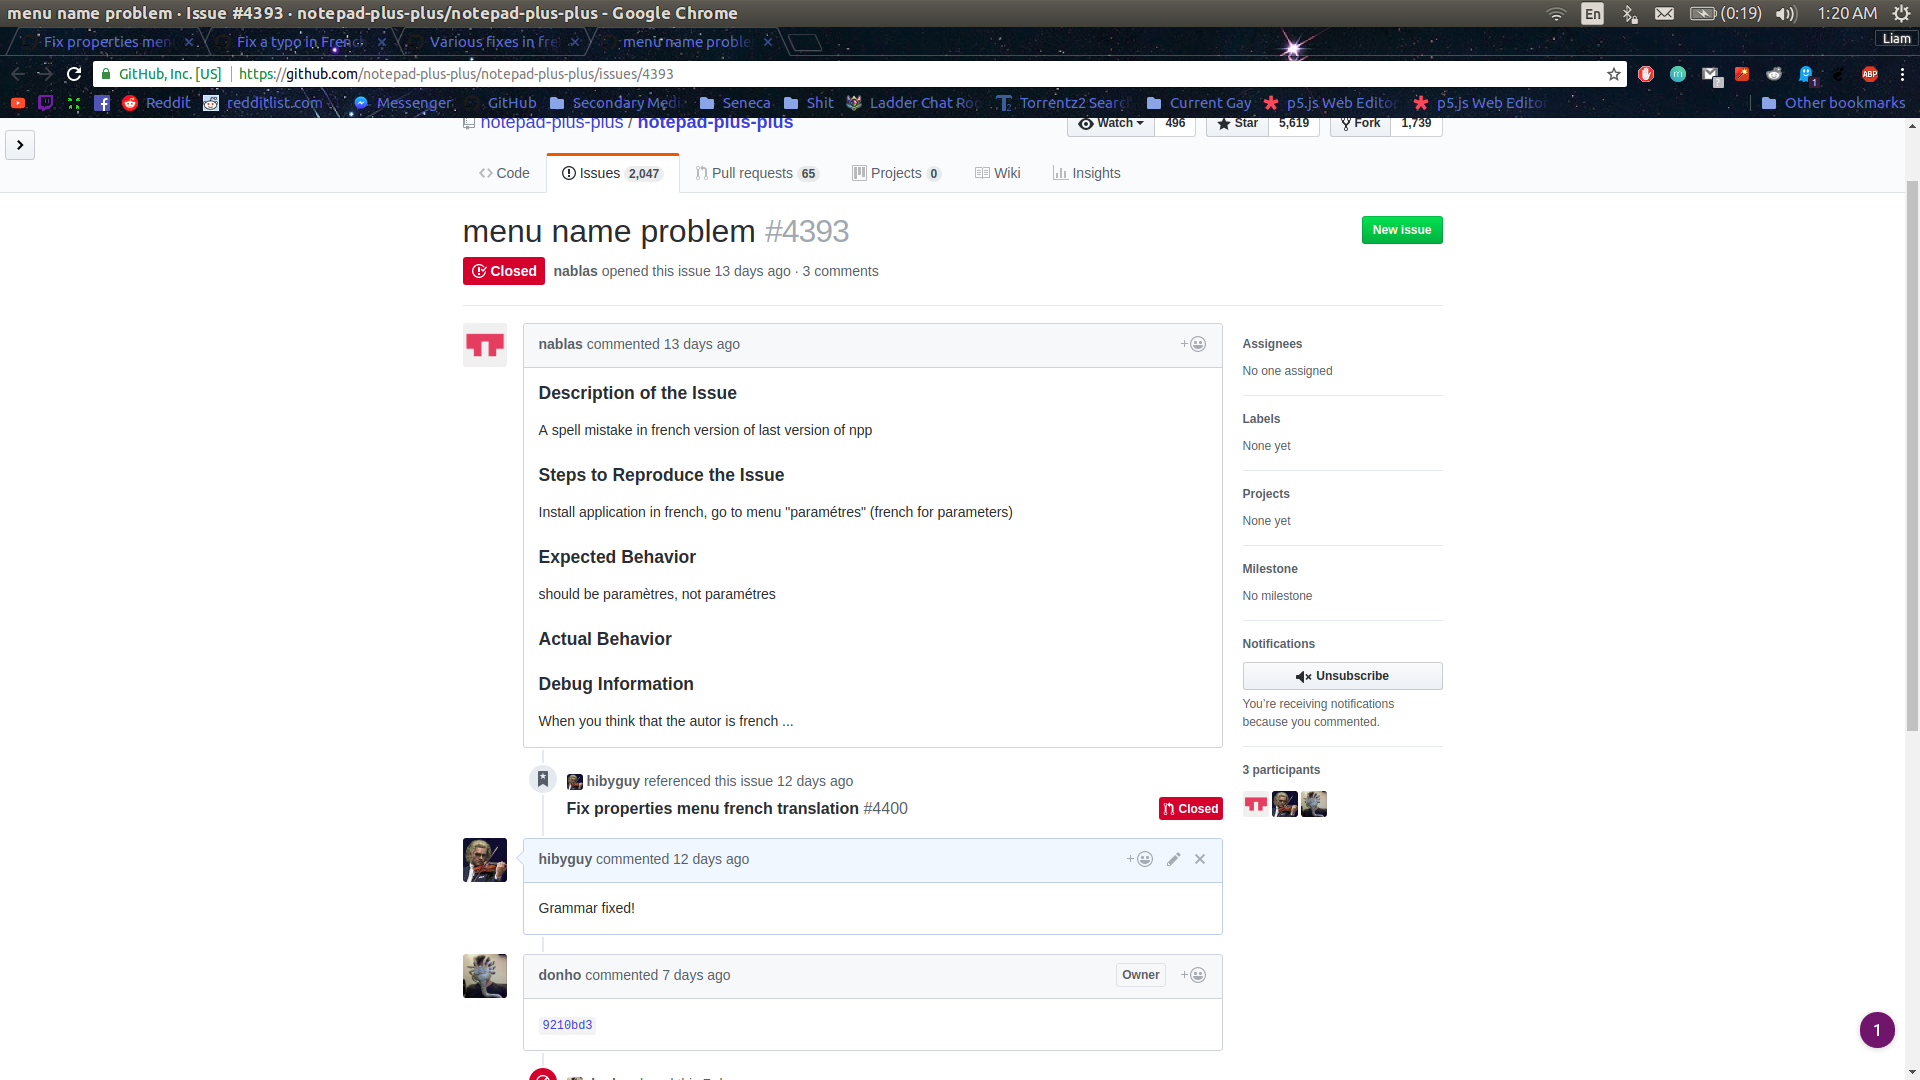 menu name problem · Issue #4393 · notepad-plus-plus/notepad-plus-plus - Google Chrome
En
(0:19)
1:20 AM
Fix properties men
Fix a typo in Frenc
Various fixes in fre
menu name proble
Liam
GitHub, Inc. [US]
https://github.com/notepad-plus-plus/notepad-plus-plus/issues/4393
Reddit
redditlist.com
Messenger
GitHub
Secondary Medi
Seneca
Shit
Ladder Chat Rop
Torrentz2 Search
Current Gay
p5.js Web Editor
p5.js Web Editor
Other bookmarks
notepad-plus-plus / notepad-plus-plus
Watch 496
Star 5,619
Fork 1,739
Code
Issues 2,047
Pull requests 65
Projects 0
Wiki
Insights
menu name problem #4393
New issue
Closed
nablas opened this issue 13 days ago · 3 comments
nablas commented 13 days ago
Description of the Issue
A spell mistake in french version of last version of npp
Steps to Reproduce the Issue
Install application in french, go to menu "paramétres" (french for parameters)
Expected Behavior
should be paramètres, not paramétres
Actual Behavior
Debug Information
When you think that the autor is french ...
hibyguy referenced this issue 12 days ago
Fix properties menu french translation #4400
Closed
hibyguy commented 12 days ago
Grammar fixed!
donho commented 7 days ago
Owner
9210bd3
Assignees
No one assigned
Labels
None yet
Projects
None yet
Milestone
No milestone
Notifications
Unsubscribe
You're receiving notifications
because you commented.
3 participants
1